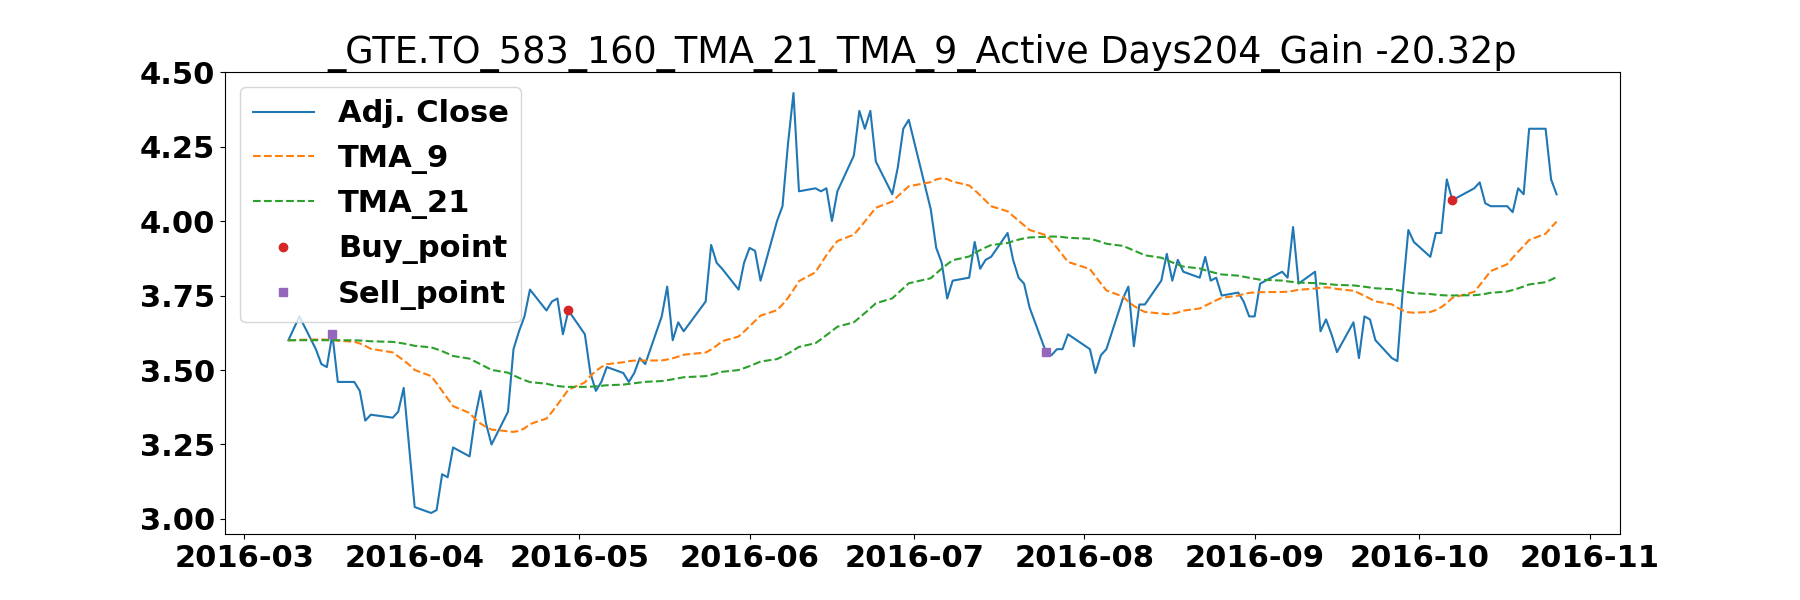 _GTE.TO_583_160_TMA_21_TMA_9_Active Days204_Gain -20.32p
4.50
4.25
4.00
3.75
3.50
3.25
3.00
Adj. Close
TMA_9
TMA_21
Buy_point
Sell_point
2016-03 2016-04 2016-05 2016-06 2016-07 2016-08 2016-09 2016-10 2016-11